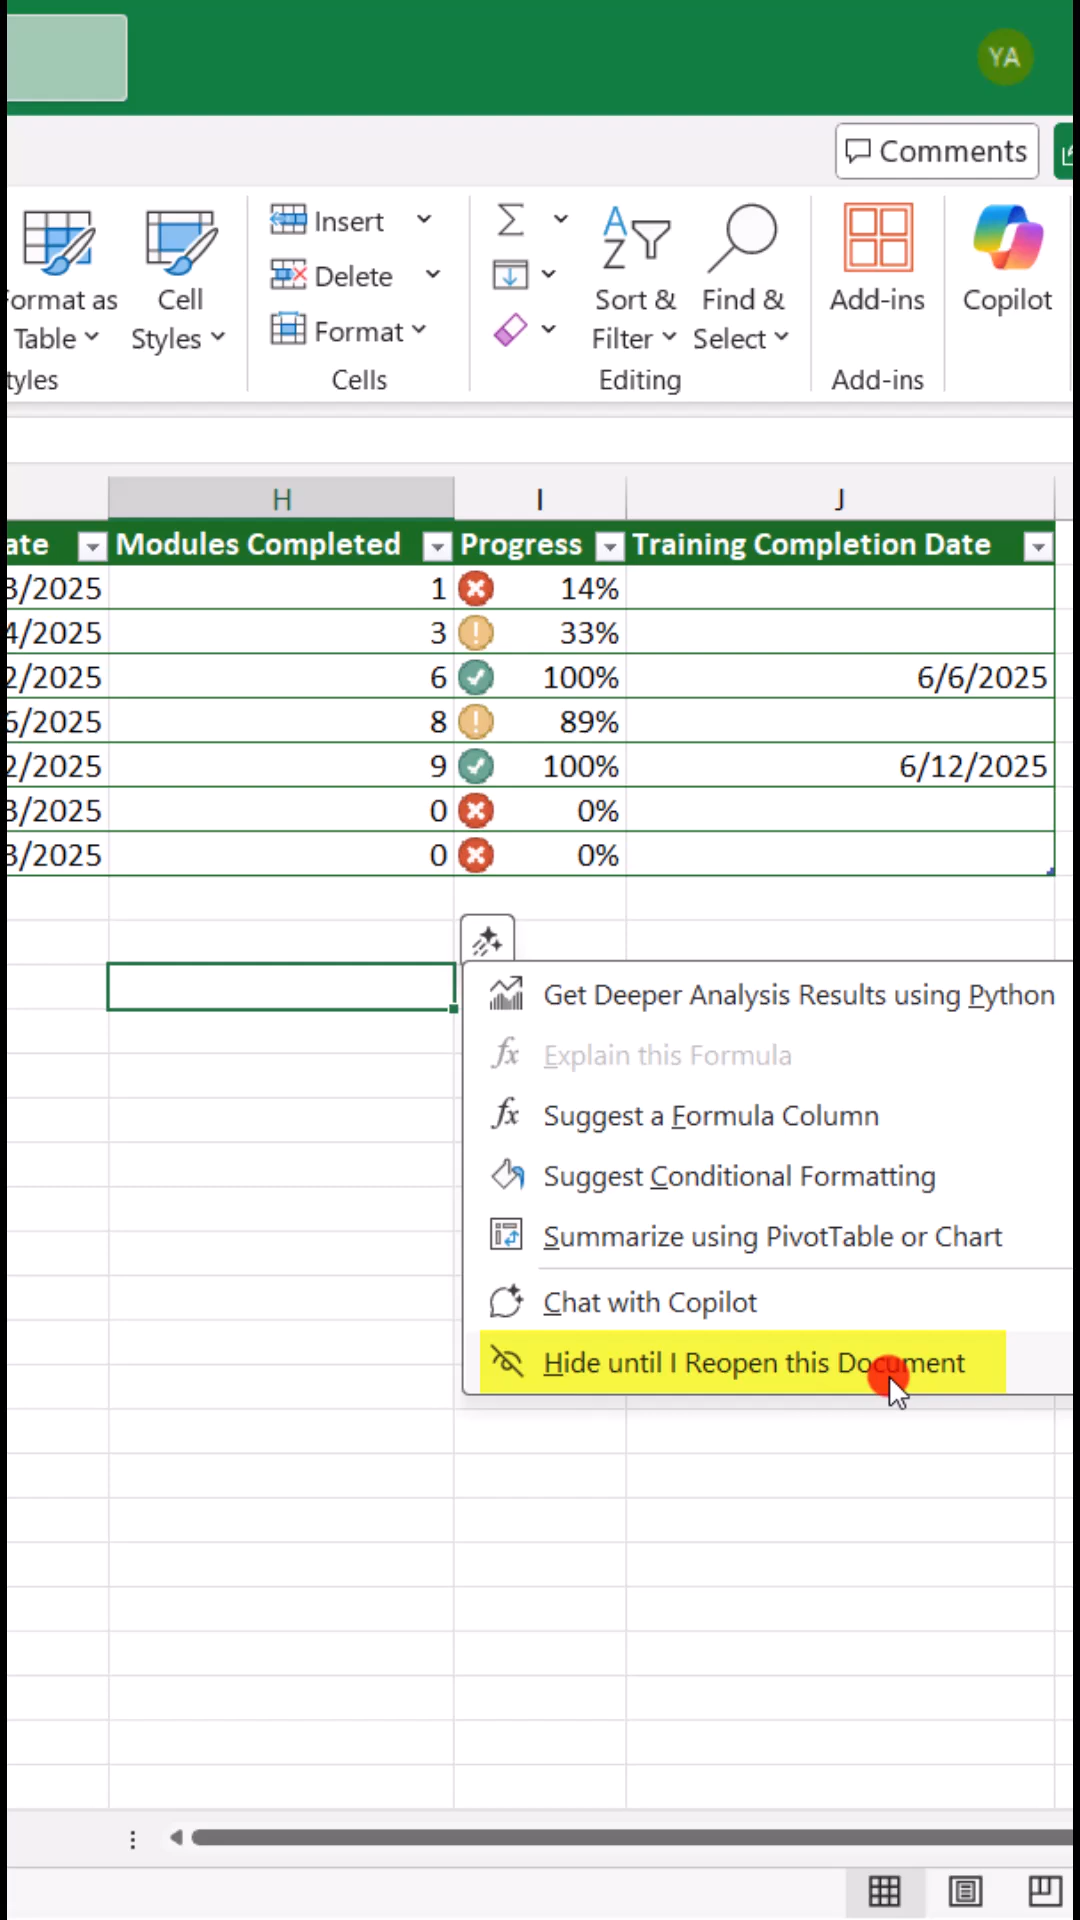 YA
Comments
Insert
Delete
Format
Cells
Format as
Table
Cell
Styles
Styles
Sort &
Filter
Find &
Select
Editing
Add-ins
Add-ins
Copilot
H I J
ate Modules Completed Progress Training Completion Date
3/2025 1 14%
4/2025 3 33%
2/2025 6 100% 6/6/2025
6/2025 8 89%
2/2025 9 100% 6/12/2025
3/2025 0 0%
3/2025 0 0%
Get Deeper Analysis Results using Python
Explain this Formula
Suggest a Formula Column
Suggest Conditional Formatting
Summarize using PivotTable or Chart
Chat with Copilot
Hide until I Reopen this Document